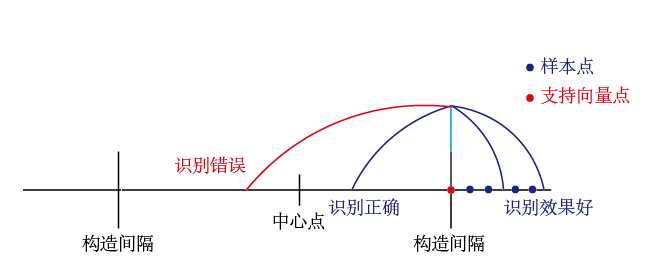 样本点
支持向量点
识别错误
中心点
识别正确
识别效果好
构造间隔
构造间隔